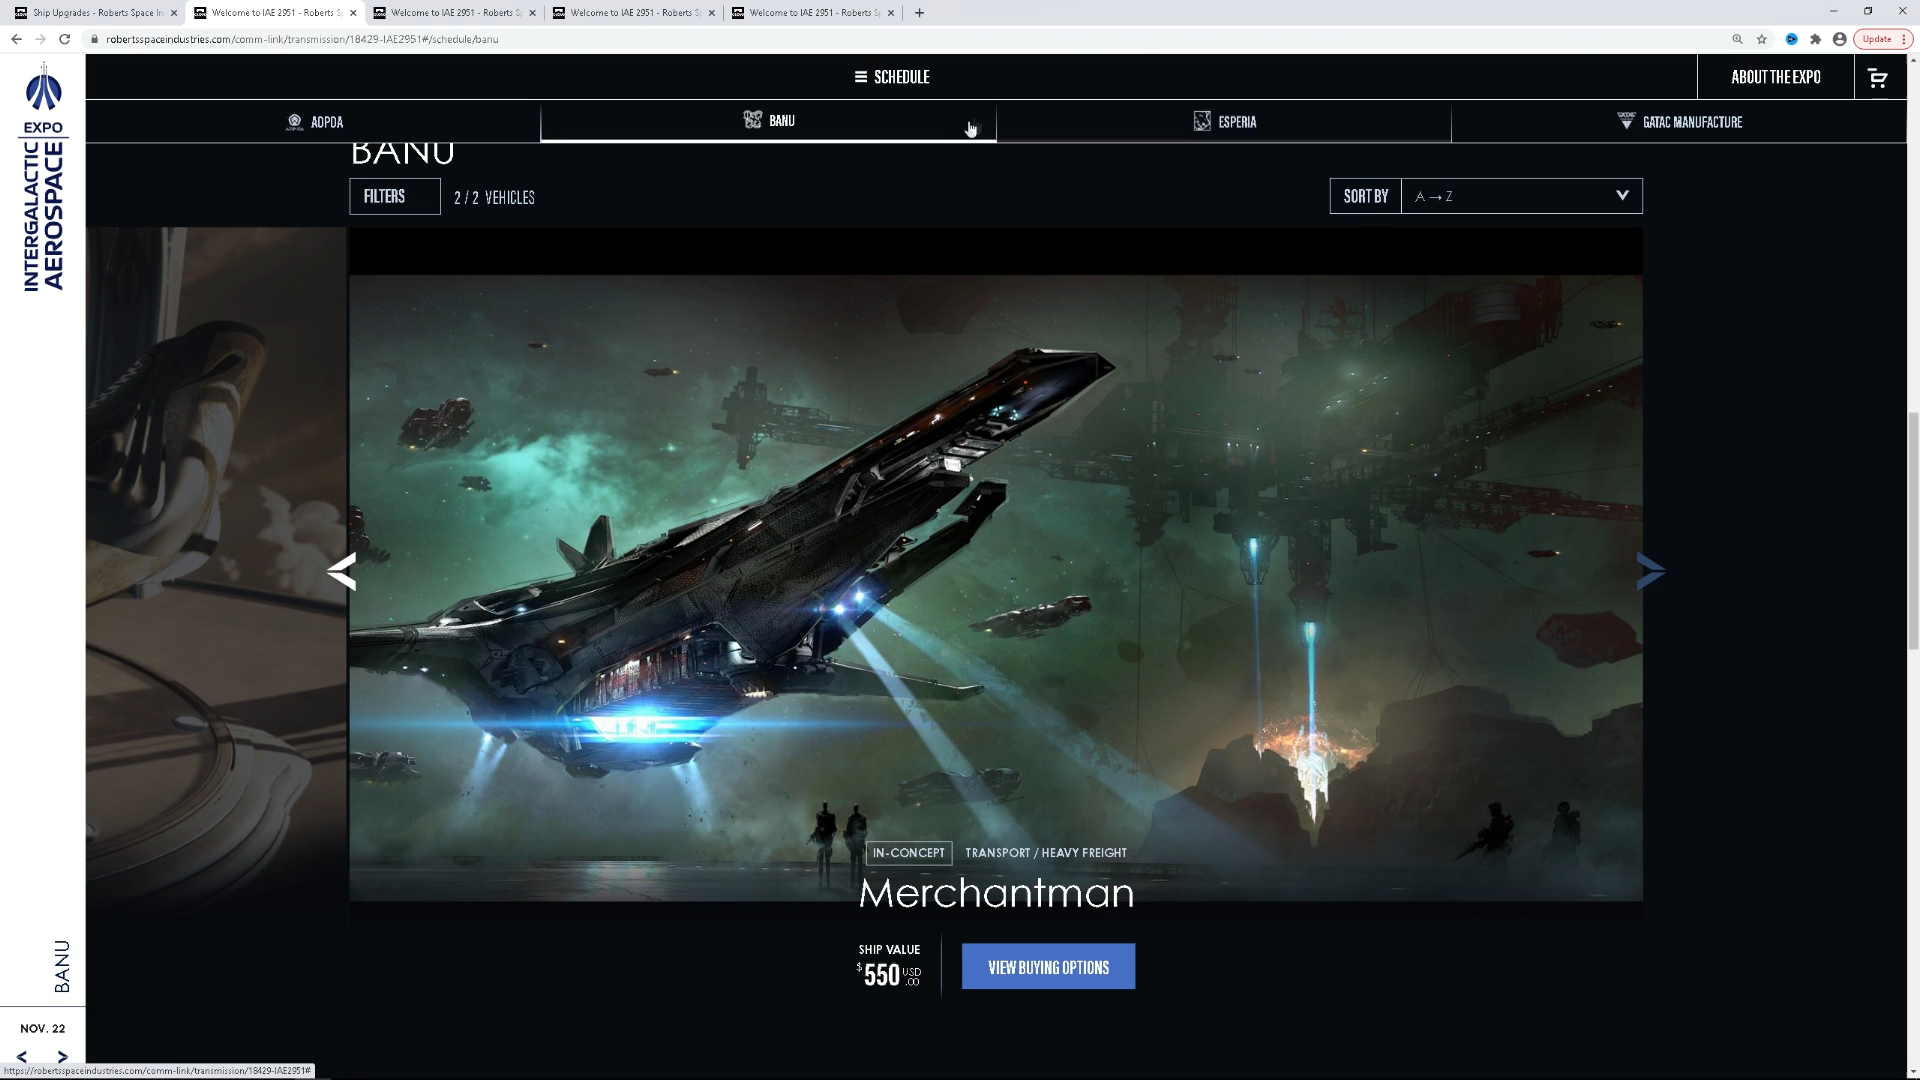 Ship Upgrades - Roberts Space In
Welcome to IAE 2951 - Roberts S
Welcome to IAE 2951 - Roberts S
Welcome to IAE 2951 - Roberts S
Welcome to IAE 2951 - Roberts S
robertsspaceindustries.com/comm-link/transmission/18429-IAE2951#/schedule/banu
Update
EXPO
INTERGALACTIC
AEROSPACE
SCHEDULE
ABOUT THE EXPO
AOPOA
BANU
ESPERIA
GATAC MANUFACTURE
BANU
FILTERS
2 / 2 VEHICLES
SORT BY
A → Z
IN-CONCEPT
TRANSPORT / HEAVY FREIGHT
Merchantman
SHIP VALUE
$550 USD .00
VIEW BUYING OPTIONS
BANU
NOV. 22
< >
https://robertsspaceindustries.com/comm-link/transmission/18429-IAE2951#